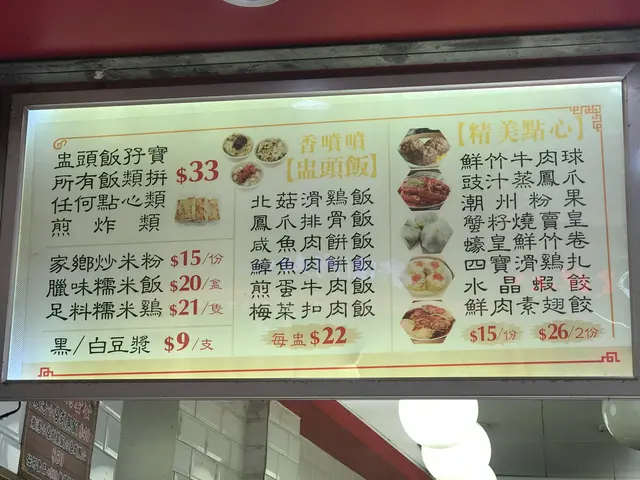 盅頭飯孖寶
所有飯類拼
任何點心類
煎炸類
$33
家鄉炒米粉 $15/份
臘味糯米飯 $20/盒
足料糯米鷄 $21/隻
黑/白豆漿 $9/支
香噴噴
【盅頭飯】
北菇滑鷄飯
鳳爪排骨飯
咸魚肉餅飯
鱆魚肉餅飯
煎蛋牛肉飯
梅菜扣肉飯
每盅 $22
【精美點心】
鮮竹牛肉球
豉汁蒸鳳爪
潮州粉果
蟹籽燒賣皇
蠔皇鮮竹卷
四寶滑鷄扎
水晶蝦餃
鮮肉素翅餃
$15/份 $26/2份